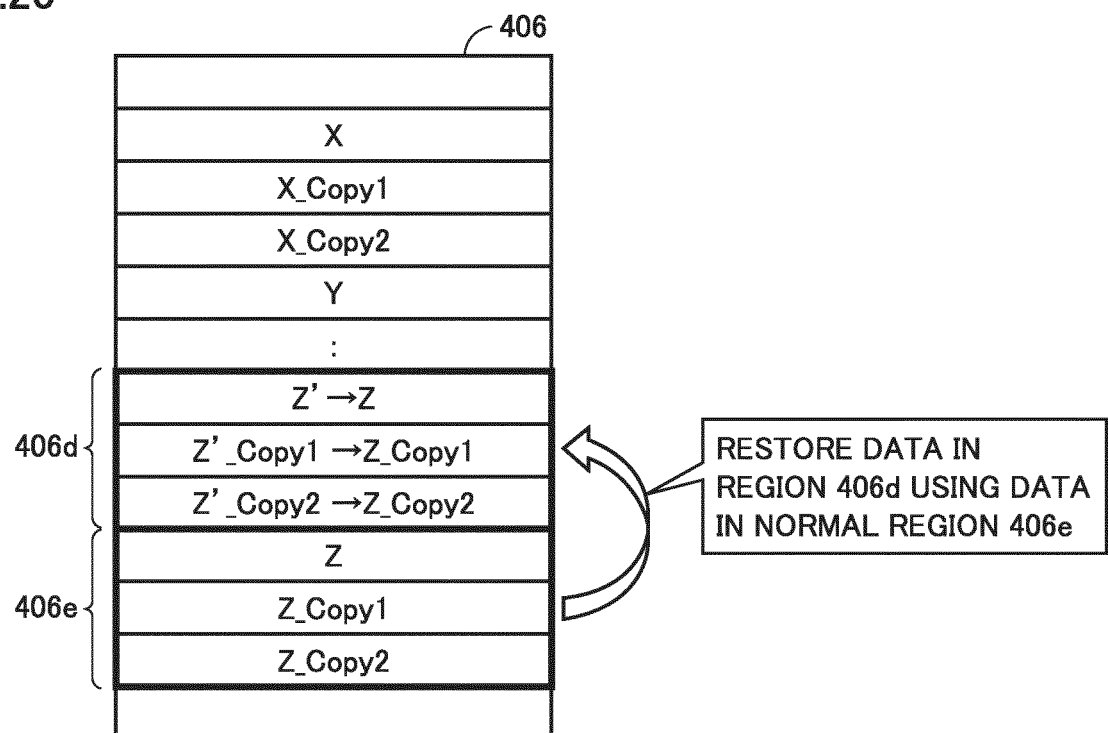 406
X
X_Copy1
X_Copy2
Y
:
Z' →Z
406d
Z'_Copy1 →Z_Copy1
Z'_Copy2 →Z_Copy2
Z
406e
Z_Copy1
Z_Copy2
RESTORE DATA IN
REGION 406d USING DATA
IN NORMAL REGION 406e